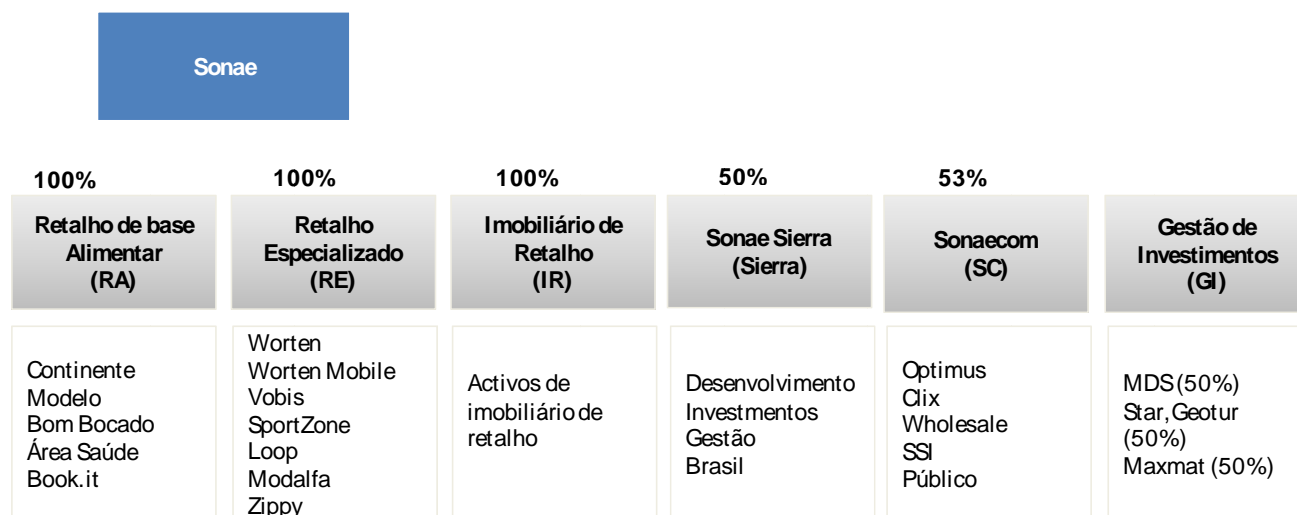 Sonae
100%
Retalho de base
Alimentar
(RA)
Continente
Modelo
Bom Bocado
Área Saúde
Book.it
100%
Retalho
Especializado
(RE)
Worten
Worten Mobile
Vobis
SportZone
Loop
Modalfa
Zippy
100%
Imobiliário de
Retalho
(IR)
Activos de
imobiliário de
retalho
50%
Sonae Sierra
(Sierra)
Desenvolvimento
Investmentos
Gestão
Brasil
53%
Sonaecom
(SC)
Optimus
Clix
Wholesale
SSI
Público
Gestão de
Investimentos
(GI)
MDS (50%)
Star, Geotur
(50%)
Maxmat (50%)